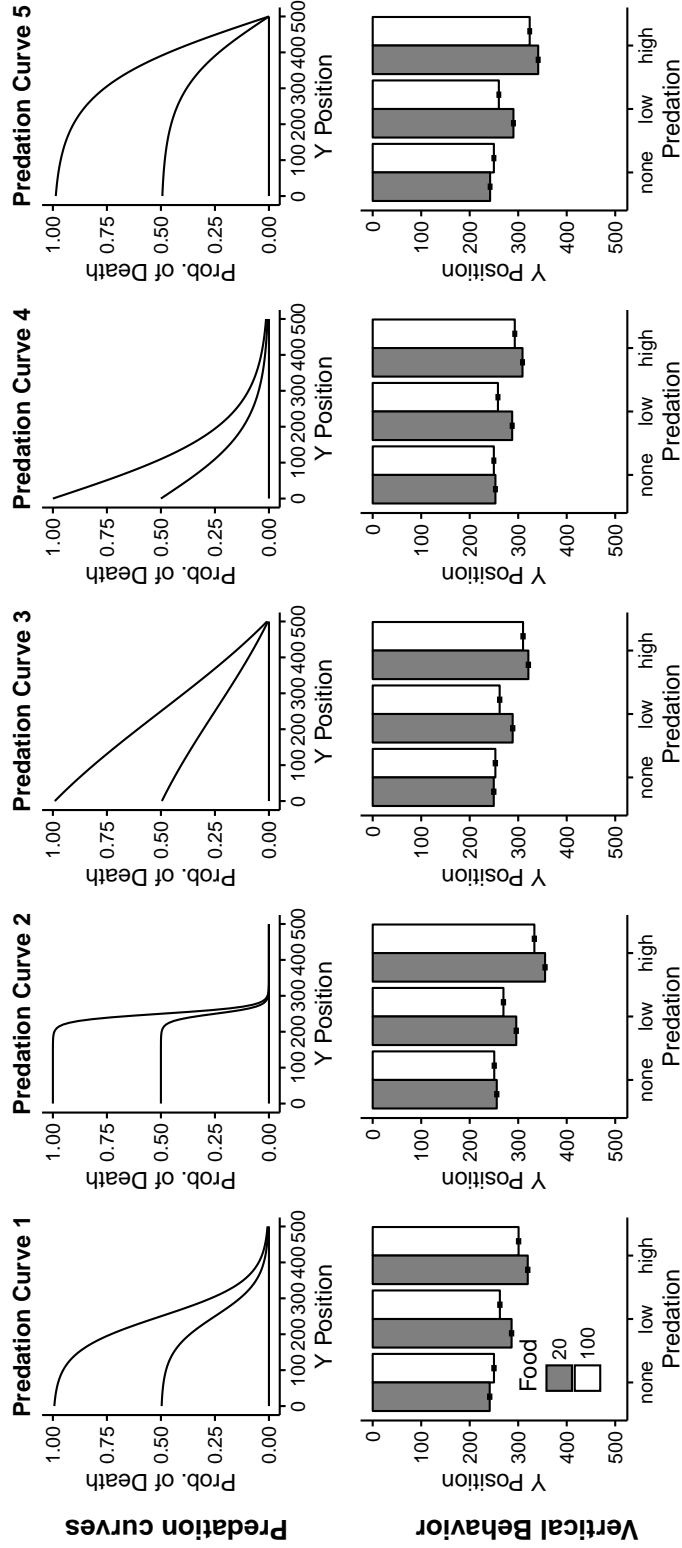 Predation curves
Predation Curve 1
1.00
0.75
0.50
0.25
0.00
Prob. of Death
0 100 200 300 400 500
Y Position
Predation Curve 2
1.00
0.75
0.50
0.25
0.00
Prob. of Death
0 100 200 300 400 500
Y Position
Predation Curve 3
1.00
0.75
0.50
0.25
0.00
Prob. of Death
0 100 200 300 400 500
Y Position
Predation Curve 4
1.00
0.75
0.50
0.25
0.00
Prob. of Death
0 100 200 300 400 500
Y Position
Predation Curve 5
1.00
0.75
0.50
0.25
0.00
Prob. of Death
0 100 200 300 400 500
Y Position
Vertical Behavior
0
100
200
300
400
500
Y Position
Food
20
100
none low high
Predation
0
100
200
300
400
500
Y Position
none low high
Predation
0
100
200
300
400
500
Y Position
none low high
Predation
0
100
200
300
400
500
Y Position
none low high
Predation
0
100
200
300
400
500
Y Position
none low high
Predation